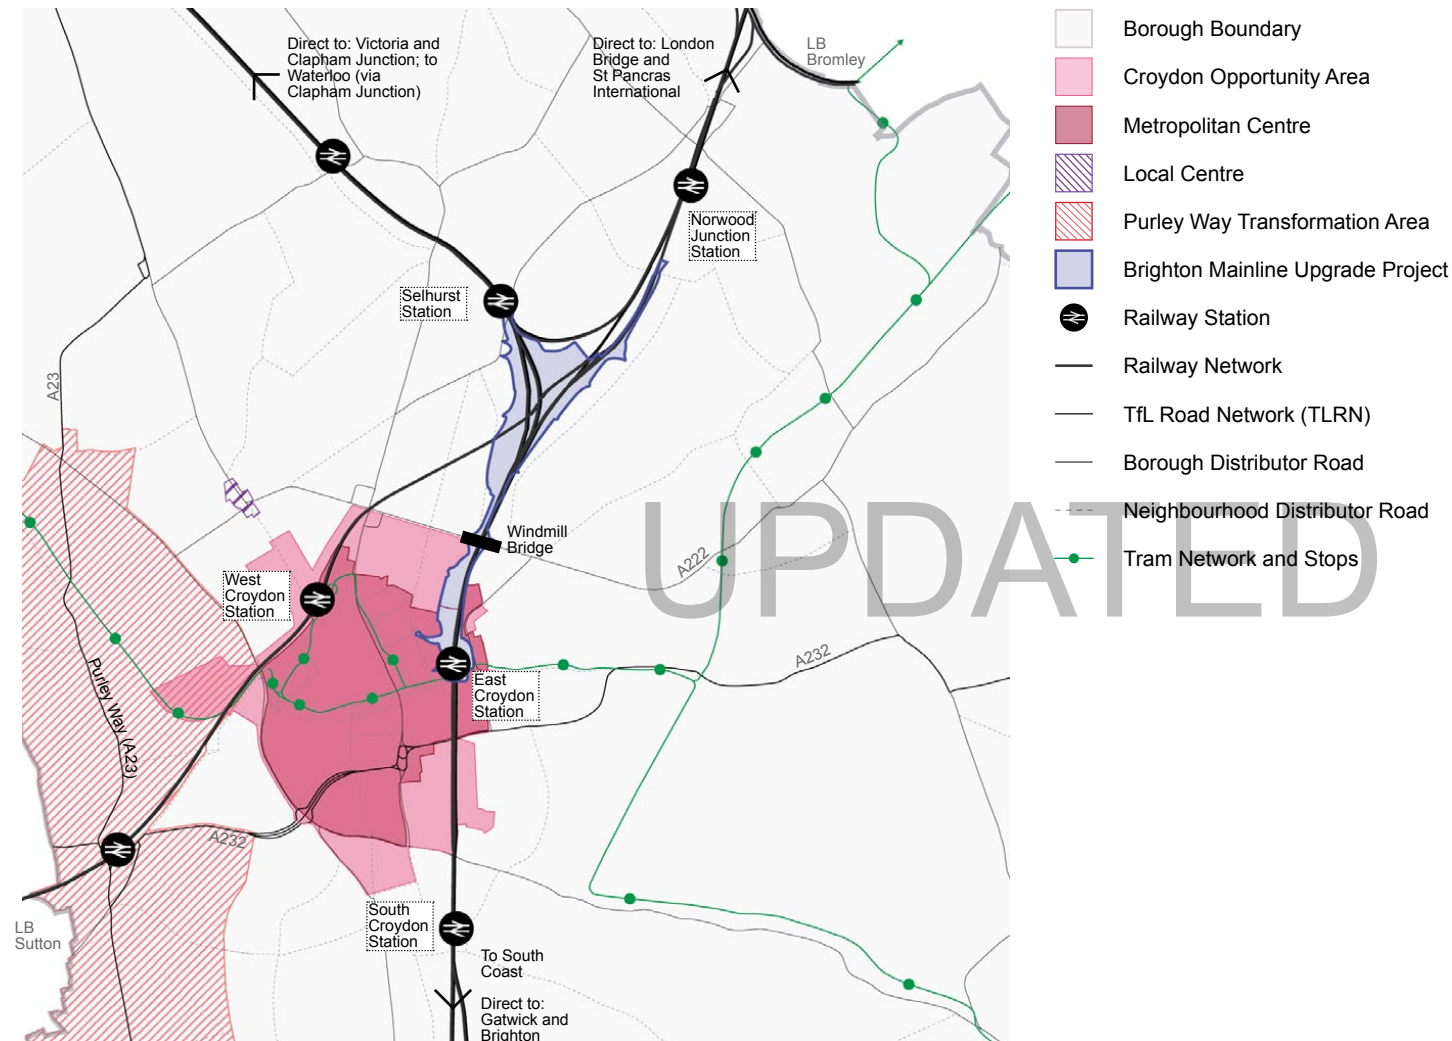 Direct to: Victoria and
Clapham Junction; to
Waterloo (via
Clapham Junction)
Direct to: London
Bridge and
St Pancras
International
LB
Bromley
Norwood
Junction
Station
Selhurst
Station
A23
Windmill
Bridge
A222
West
Croydon
Station
A232
East
Croydon
Station
Purley Way (A23)
A232
LB
Sutton
South
Croydon
Station
To South
Coast
Direct to:
Gatwick and
Brighton
Borough Boundary
Croydon Opportunity Area
Metropolitan Centre
Local Centre
Purley Way Transformation Area
Brighton Mainline Upgrade Project
Railway Station
Railway Network
TfL Road Network (TLRN)
Borough Distributor Road
Neighbourhood Distributor Road
Tram Network and Stops
UPDATED